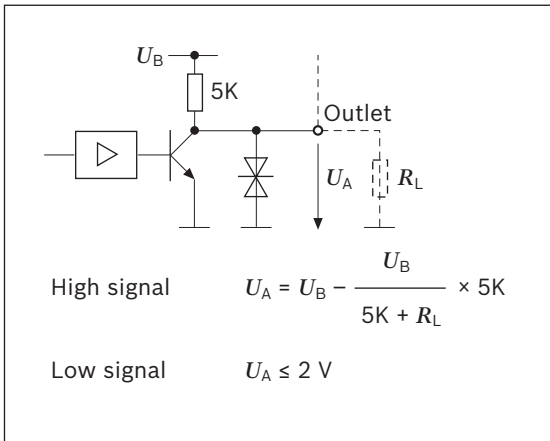 U_B
5K
Outlet
U_A
R_L
High signal U_A = U_B − U_B / (5K + R_L) × 5K
Low signal U_A ≤ 2 V